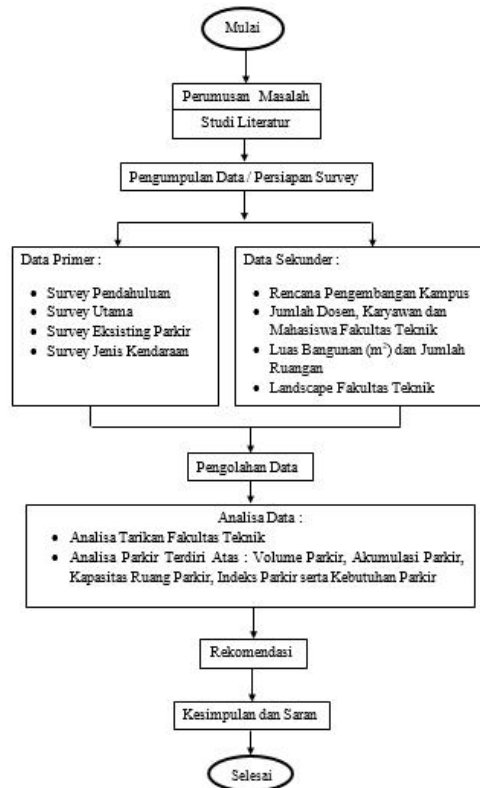 Mulai
Perumusan Masalah
Studi Literatur
Pengumpulan Data / Persiapan Survey
Data Primer :
• Survey Pendahuluan
• Survey Utama
• Survey Eksisting Parkir
• Survey Jenis Kendaraan
Data Sekunder :
• Rencana Pengembangan Kampus
• Jumlah Dosen, Karyawan dan
Mahasiswa Fakultas Teknik
• Luas Bangunan (m²) dan Jumlah
Ruangan
• Landscape Fakultas Teknik
Pengolahan Data
Analisa Data :
• Analisa Tarikan Fakultas Teknik
• Analisa Parkir Terdiri Atas : Volume Parkir, Akumulasi Parkir,
Kapasitas Ruang Parkir, Indeks Parkir serta Kebutuhan Parkir
Rekomendasi
Kesimpulan dan Saran
Selesai